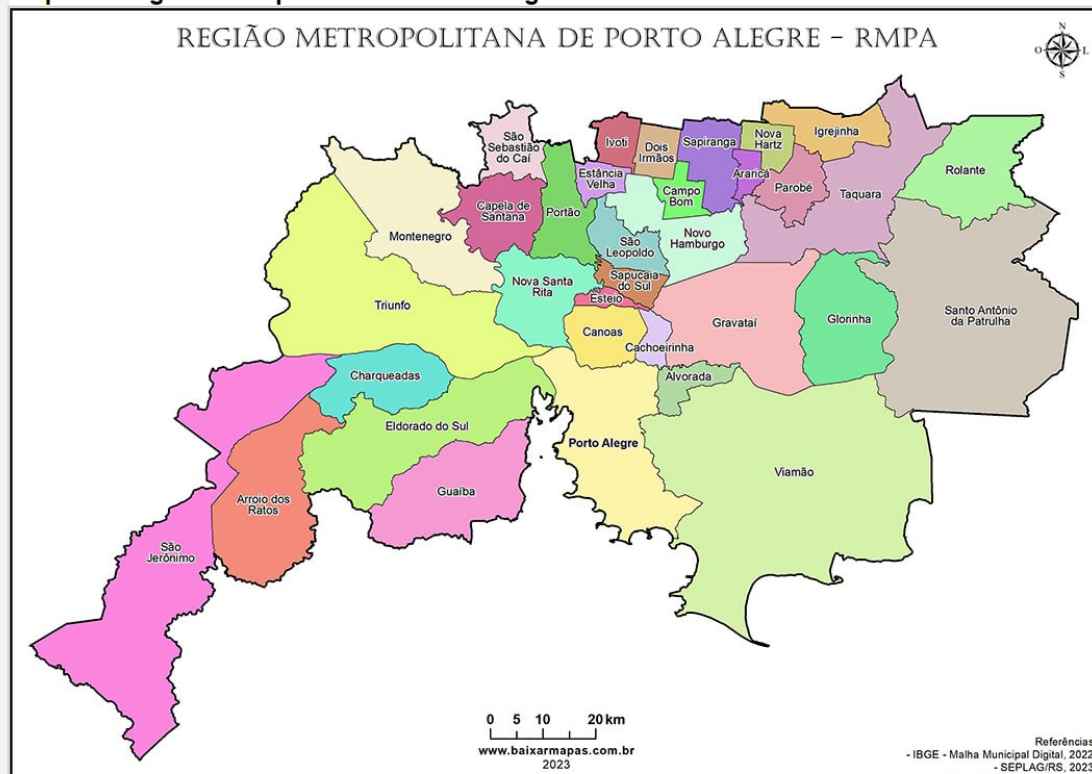 REGIÃO METROPOLITANA DE PORTO ALEGRE - RMPA
N
O
L
S
São
Sebastião
do Caí
Ivoti
Dois
Irmãos
Sapiranga
Nova
Hartz
Igrejinha
Rolante
Estância
Velha
Araricá
Parobé
Taquara
Campo
Bom
Capela de
Santana
Portão
Montenegro
São
Leopoldo
Novo
Hamburgo
Nova Santa
Rita
Sapucaia
do Sul
Triunfo
Esteio
Canoas
Cachoeirinha
Gravataí
Glorinha
Santo Antônio
da Patrulha
Charqueadas
Alvorada
Eldorado do Sul
Porto Alegre
Viamão
Guaíba
Arroio dos
Ratos
São
Jerônimo
0 5 10 20 km
www.baixarmapas.com.br
2023
Referências
- IBGE - Malha Municipal Digital, 2022
- SEPLAG/RS, 2023